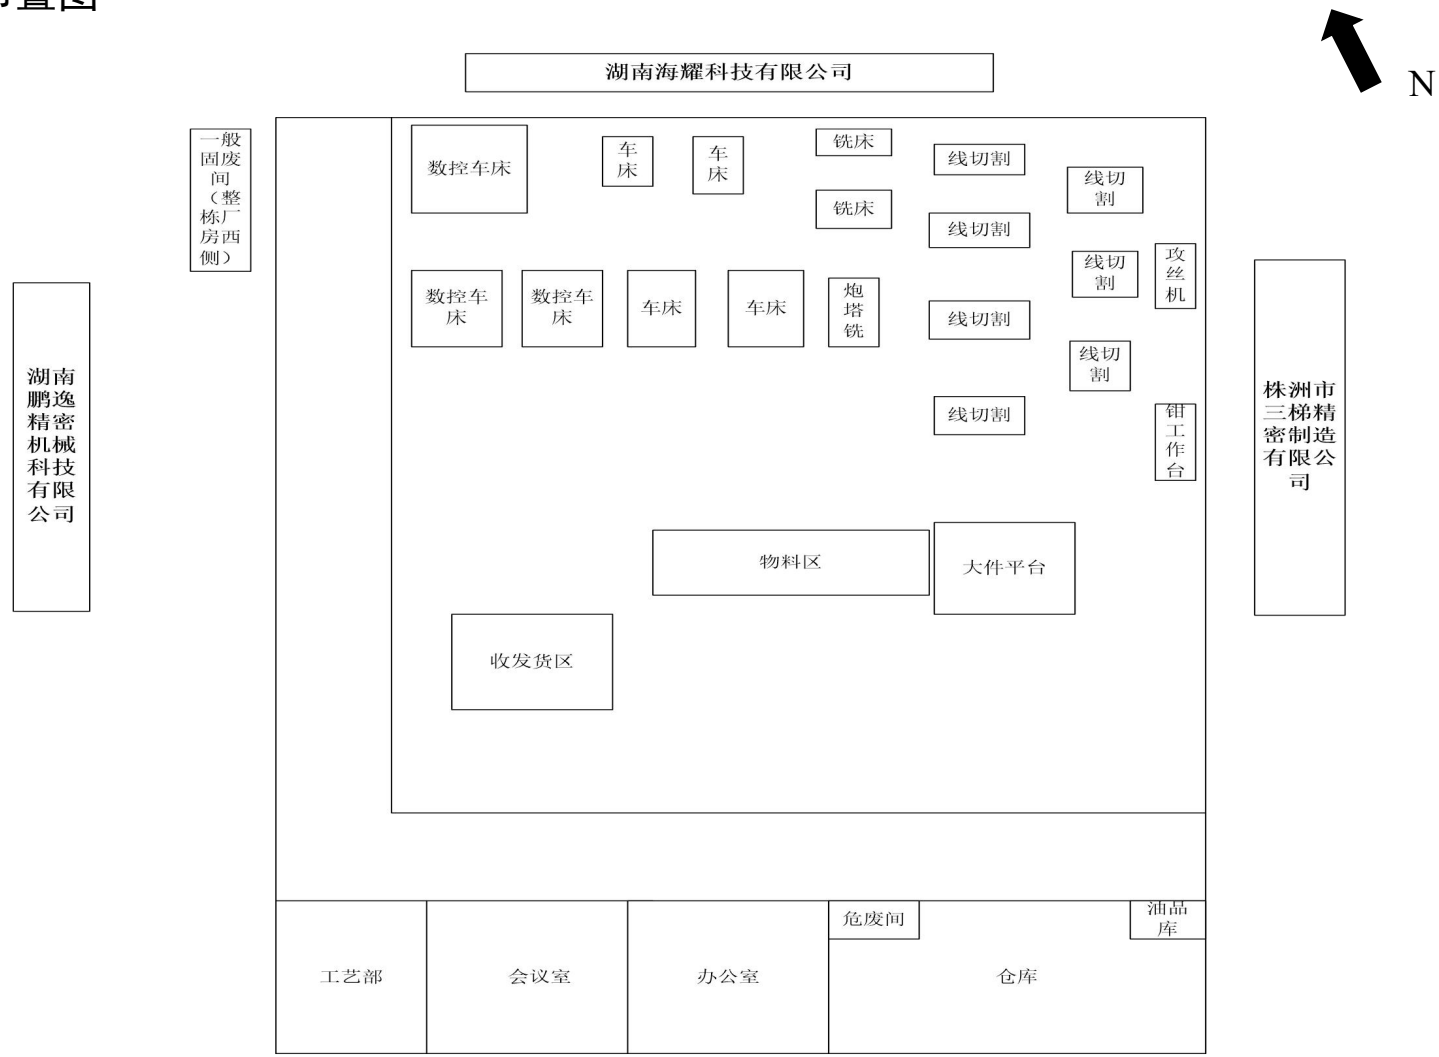 置图
N
湖南海耀科技有限公司
一般
固废
间
（整
栋厂
房西
侧）
数控车床
车
床
车
床
铣床
线切割
线切
割
铣床
线切割
线切
割
攻
丝
机
数控车
床
数控车
床
车床
车床
炮
塔
铣
线切割
线切
割
线切割
钳
工
作
台
湖南
鹏逸
精密
机械
科技
有限
公司
株洲市
三梯精
密制造
有限公
司
物料区
大件平台
收发货区
危废间
油品
库
工艺部
会议室
办公室
仓库